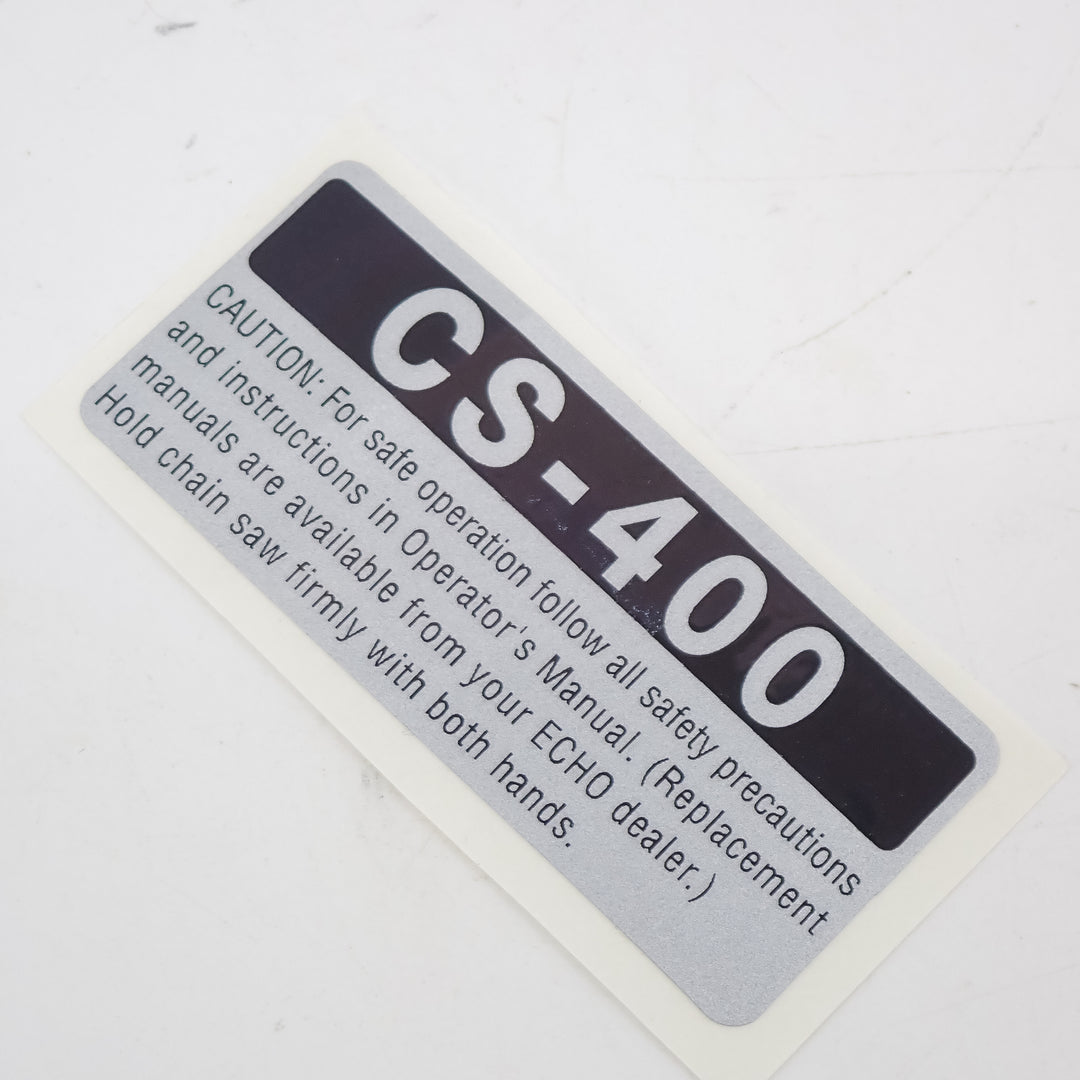 CS-400
CAUTION: For safe operation follow all safety precautions
and instructions in Operator's Manual. (Replacement
manuals are available from your ECHO dealer.)
Hold chain saw firmly with both hands.